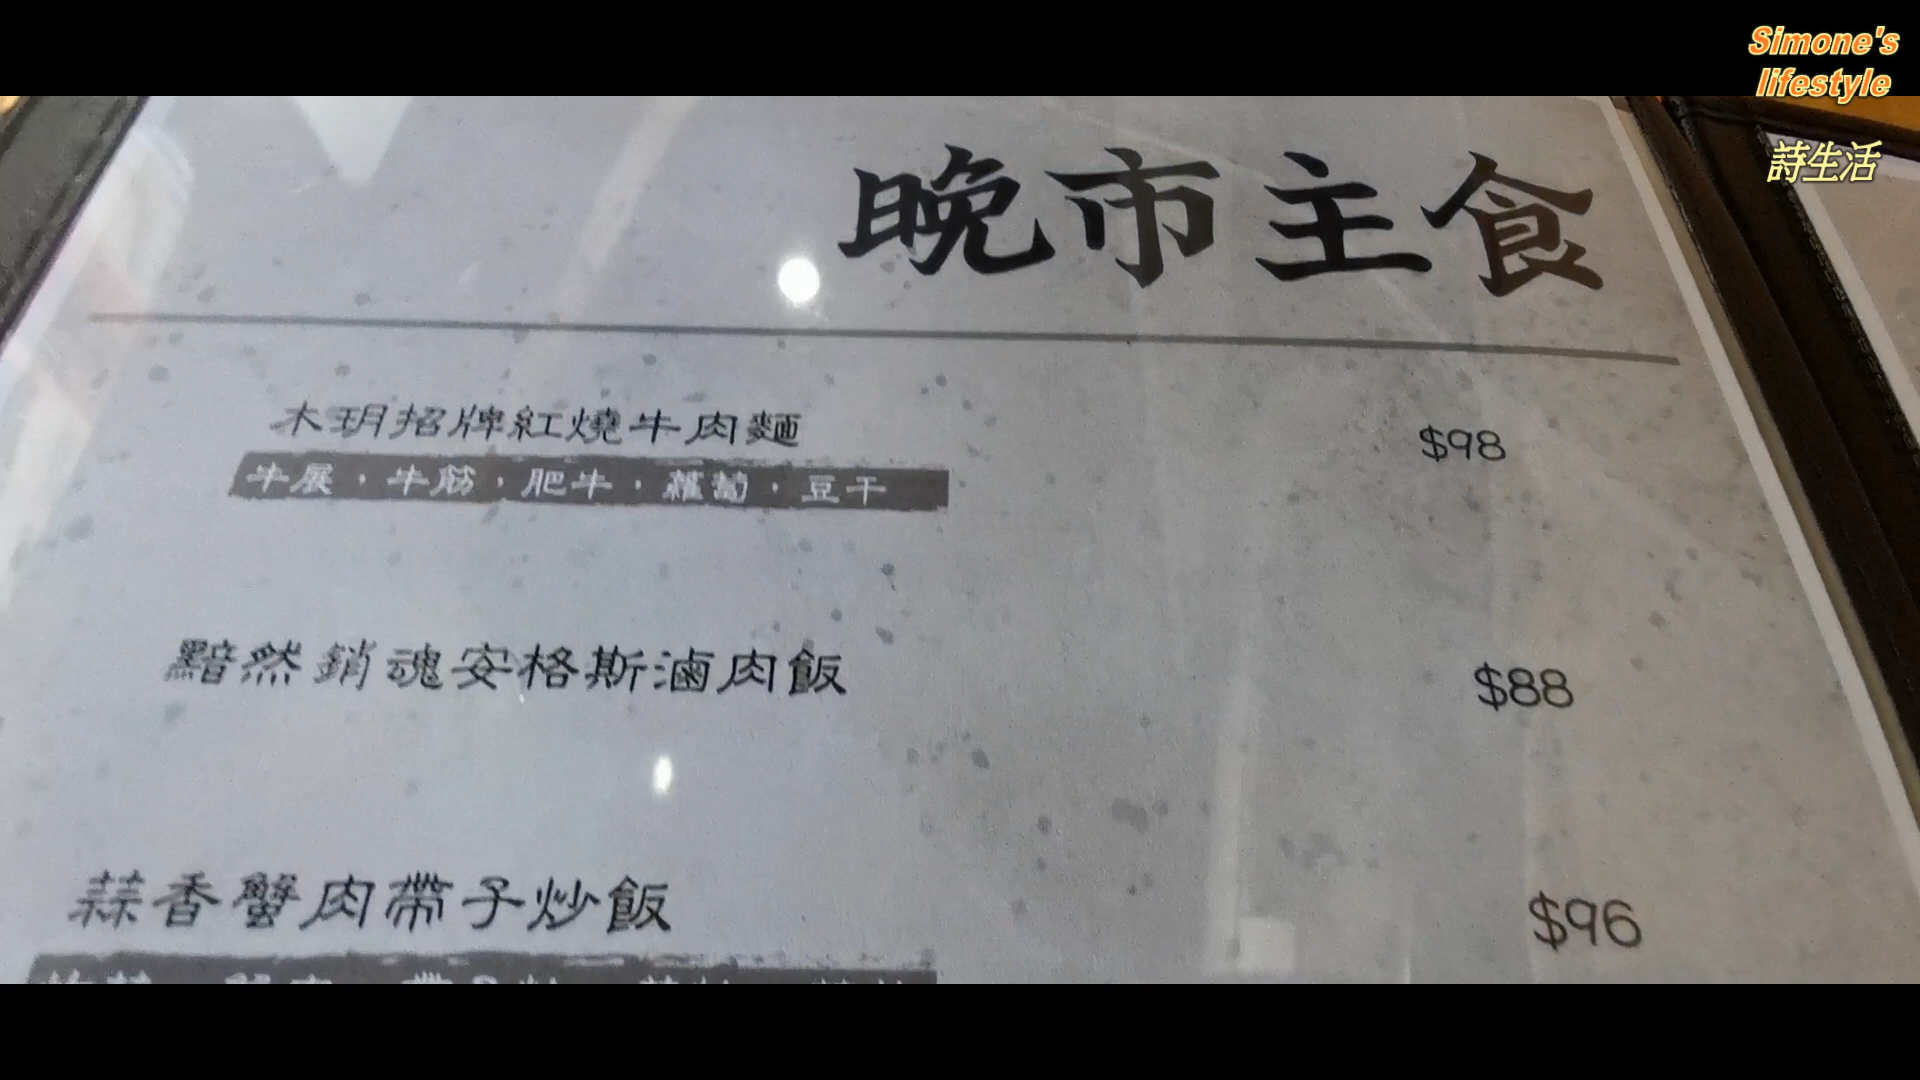 Simone's
lifestyle
詩生活
晚市主食
木玥招牌紅燒牛肉麵 $98
牛展,牛筋,肥牛,蘿蔔,豆干
黯然銷魂安格斯滷肉飯 $88
蒜香蟹肉帶子炒飯 $96